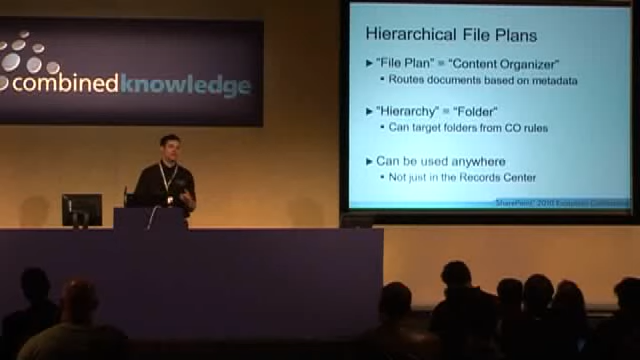 combinedknowledge
Hierarchical File Plans
"File Plan" = "Content Organizer"
Routes documents based on metadata
"Hierarchy" = "Folder"
Can target folders from CO rules
Can be used anywhere
Not just in the Records Center
SharePoint 2010 European Conference